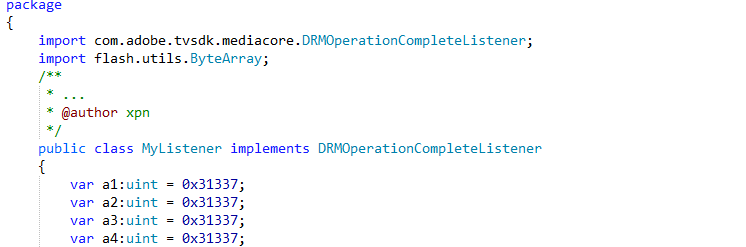 package
{
import com.adobe.tvsdk.mediacore.DRMOperationCompleteListener;
import flash.utils.ByteArray;
/**
* ...
* @author xpn
*/
public class MyListener implements DRMOperationCompleteListener
{
var a1:uint = 0x31337;
var a2:uint = 0x31337;
var a3:uint = 0x31337;
var a4:uint = 0x31337;